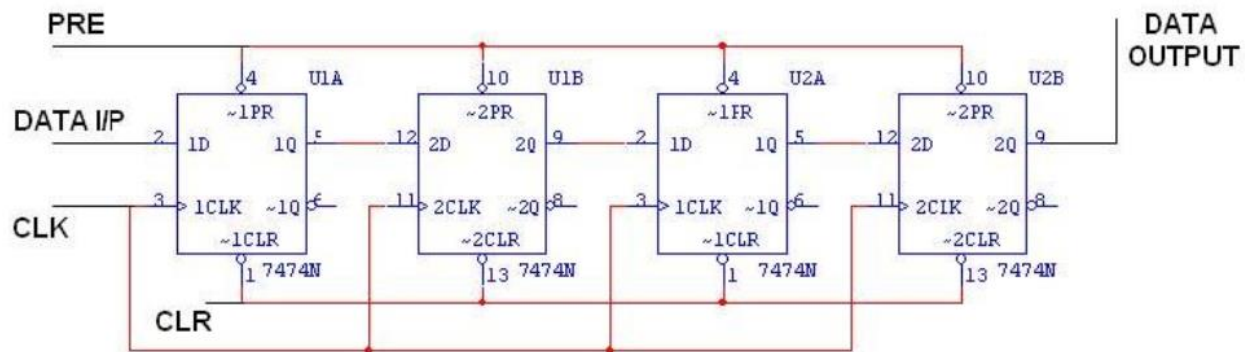 PRE
DATA
OUTPUT
4 U1A
10 U1B
4 U2A
10 U2B
~1PR
~2PR
~1PR
~2PR
DATA I/P
2 1D 1Q 5
12 2D 2Q 9
2 1D 1Q 5
12 2D 2Q 9
CLK
3 1CLK ~1Q 6
11 2CLK ~2Q 8
3 1CLK ~1Q 6
11 2CLK ~2Q 8
~1CLR
~2CLR
~1CLR
~2CLR
1 7474N
13 7474N
1 7474N
13 7474N
CLR